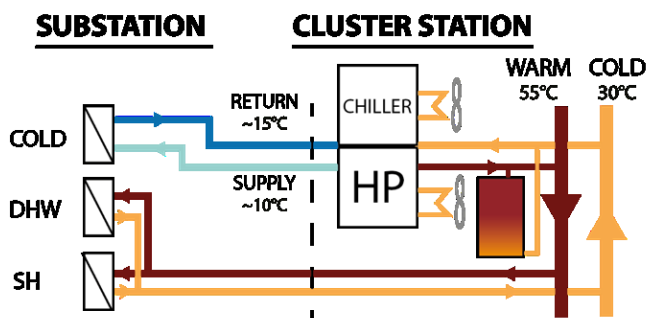 SUBSTATION
CLUSTER STATION
WARM
55°C
COLD
30°C
RETURN
~15°C
CHILLER
COLD
SUPPLY
~10°C
HP
DHW
SH